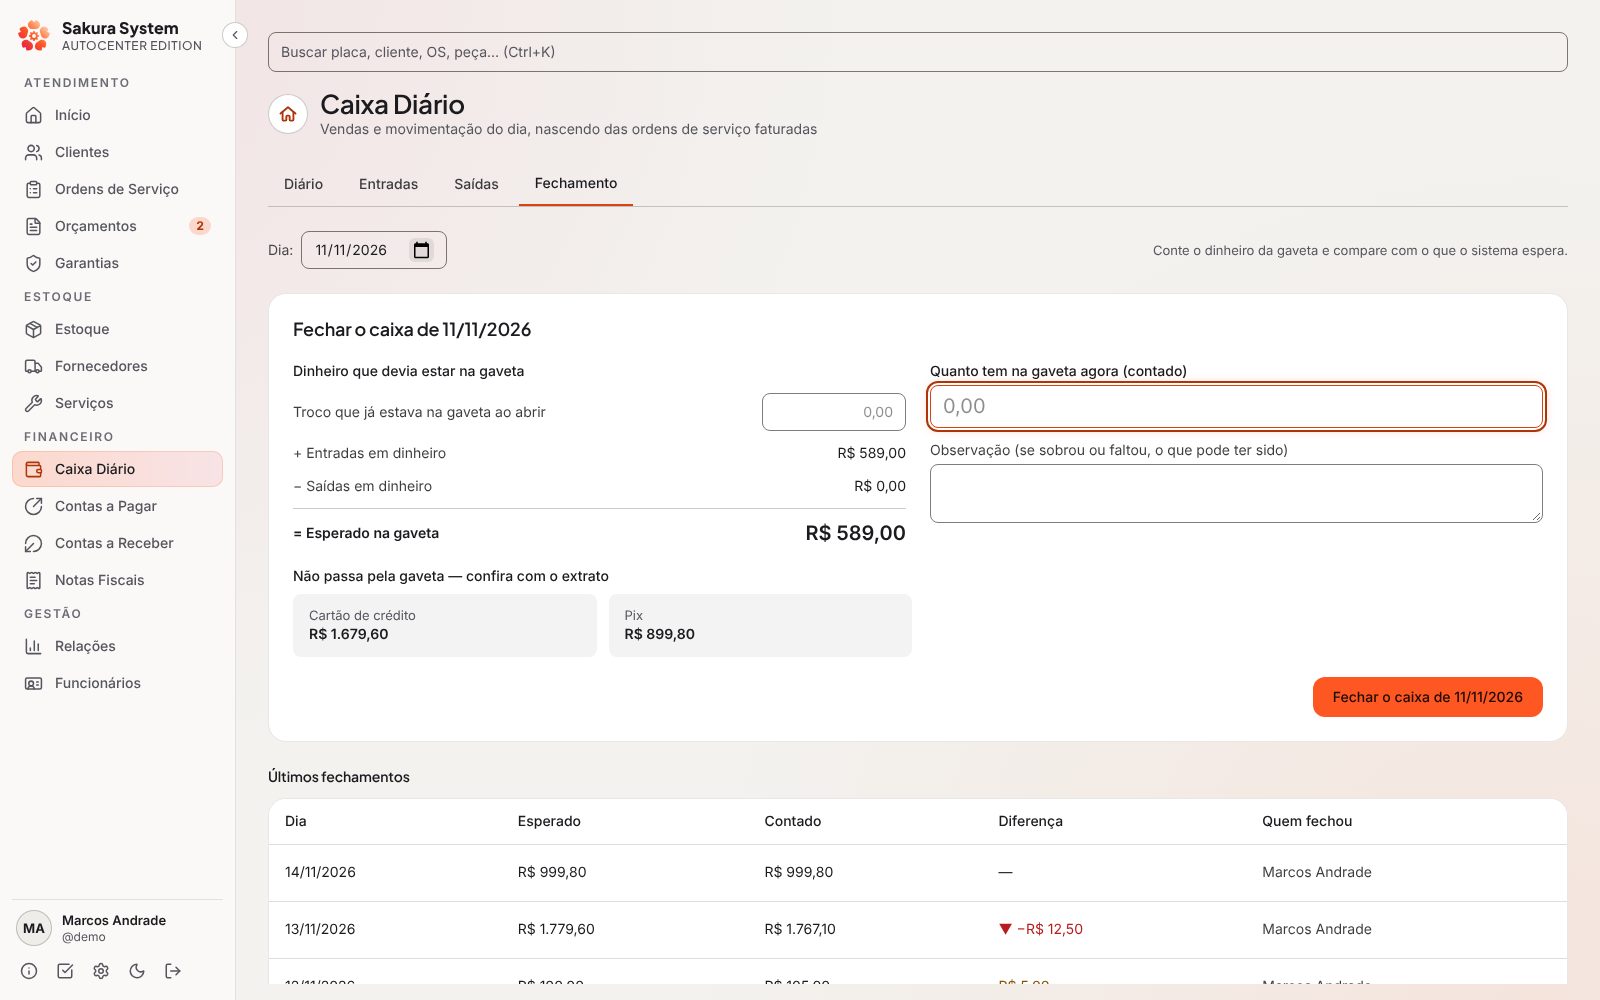 Sakura System
AUTOCENTER EDITION
ATENDIMENTO
Início
Clientes
Ordens de Serviço
Orçamentos 2
Garantias
ESTOQUE
Estoque
Fornecedores
Serviços
FINANCEIRO
Caixa Diário
Contas a Pagar
Contas a Receber
Notas Fiscais
GESTÃO
Relações
Funcionários
MA
Marcos Andrade
@demo
Buscar placa, cliente, OS, peça... (Ctrl+K)
Caixa Diário
Vendas e movimentação do dia, nascendo das ordens de serviço faturadas
Diário Entradas Saídas Fechamento
Dia: 11/11/2026
Conte o dinheiro da gaveta e compare com o que o sistema espera.
Fechar o caixa de 11/11/2026
Dinheiro que devia estar na gaveta
Troco que já estava na gaveta ao abrir 0,00
+ Entradas em dinheiro R$ 589,00
− Saídas em dinheiro R$ 0,00
= Esperado na gaveta R$ 589,00
Não passa pela gaveta — confira com o extrato
Cartão de crédito
R$ 1.679,60
Pix
R$ 899,80
Quanto tem na gaveta agora (contado)
0,00
Observação (se sobrou ou faltou, o que pode ter sido)
Fechar o caixa de 11/11/2026
Últimos fechamentos
Dia Esperado Contado Diferença Quem fechou
14/11/2026 R$ 999,80 R$ 999,80 — Marcos Andrade
13/11/2026 R$ 1.779,60 R$ 1.767,10 ▼ −R$ 12,50 Marcos Andrade